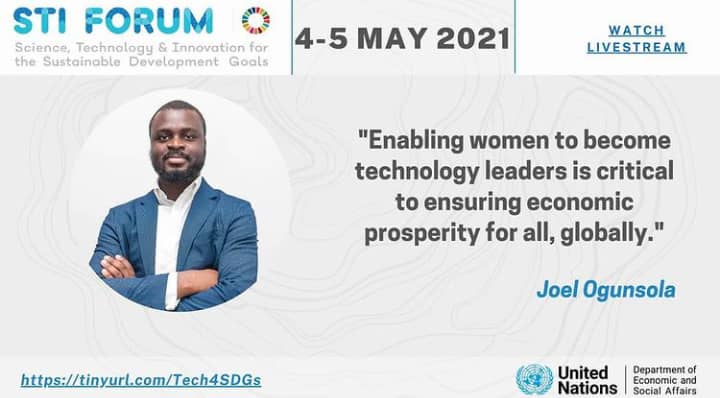 STI FORUM
Science, Technology & Innovation for
the Sustainable Development Goals
4-5 MAY 2021
WATCH
LIVESTREAM
"Enabling women to become
technology leaders is critical
to ensuring economic
prosperity for all, globally."
Joel Ogunsola
https://tinyurl.com/Tech4SDGs
United
Nations
Department of
Economic and
Social Affairs